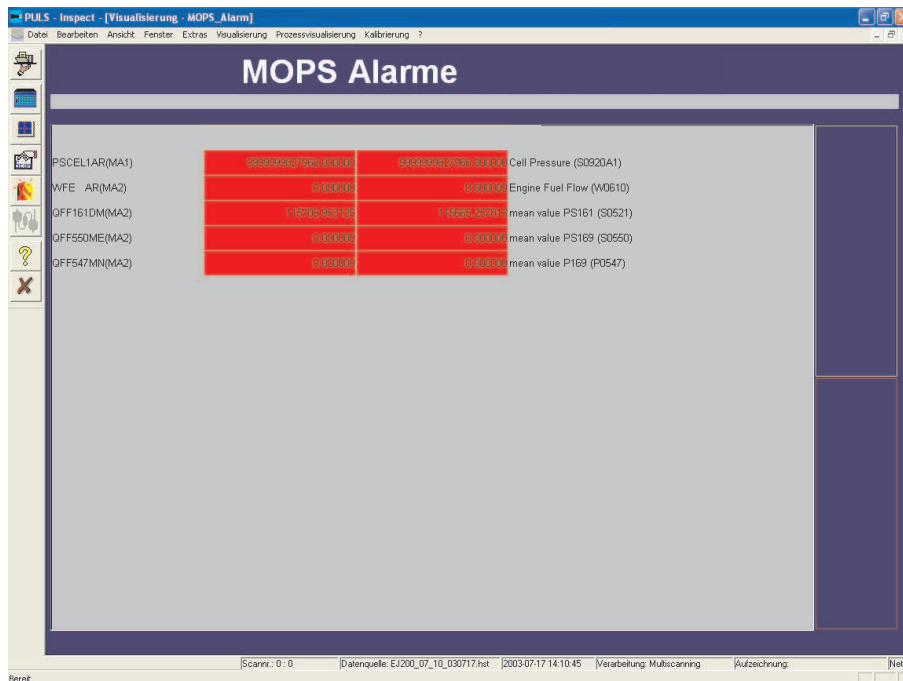 PULS - Inspect - [Visualisierung - MOPS_Alarm]
Datei Bearbeiten Ansicht Fenster Extras Visualisierung Prozessvisualisierung Kalibrierung ?
MOPS Alarme
PSCEL1AR(MA1) Cell Pressure (S0920A1)
WFE AR(MA2) 0.000000 0.000000 Engine Fuel Flow (W0610)
QFF161DM(MA2) mean value PS161 (S0521)
QFF550ME(MA2) 0.000000 0.000000 mean value PS169 (S0550)
QFF547MN(MA2) 0.000000 0.000000 mean value P169 (P0547)
Scannr.: 0 : 0 Datenquelle: EJ200_07_10_030717.hst 2003-07-17 14:10:45 Verarbeitung: Multiscanning Aufzeichnung: Net
Bereit